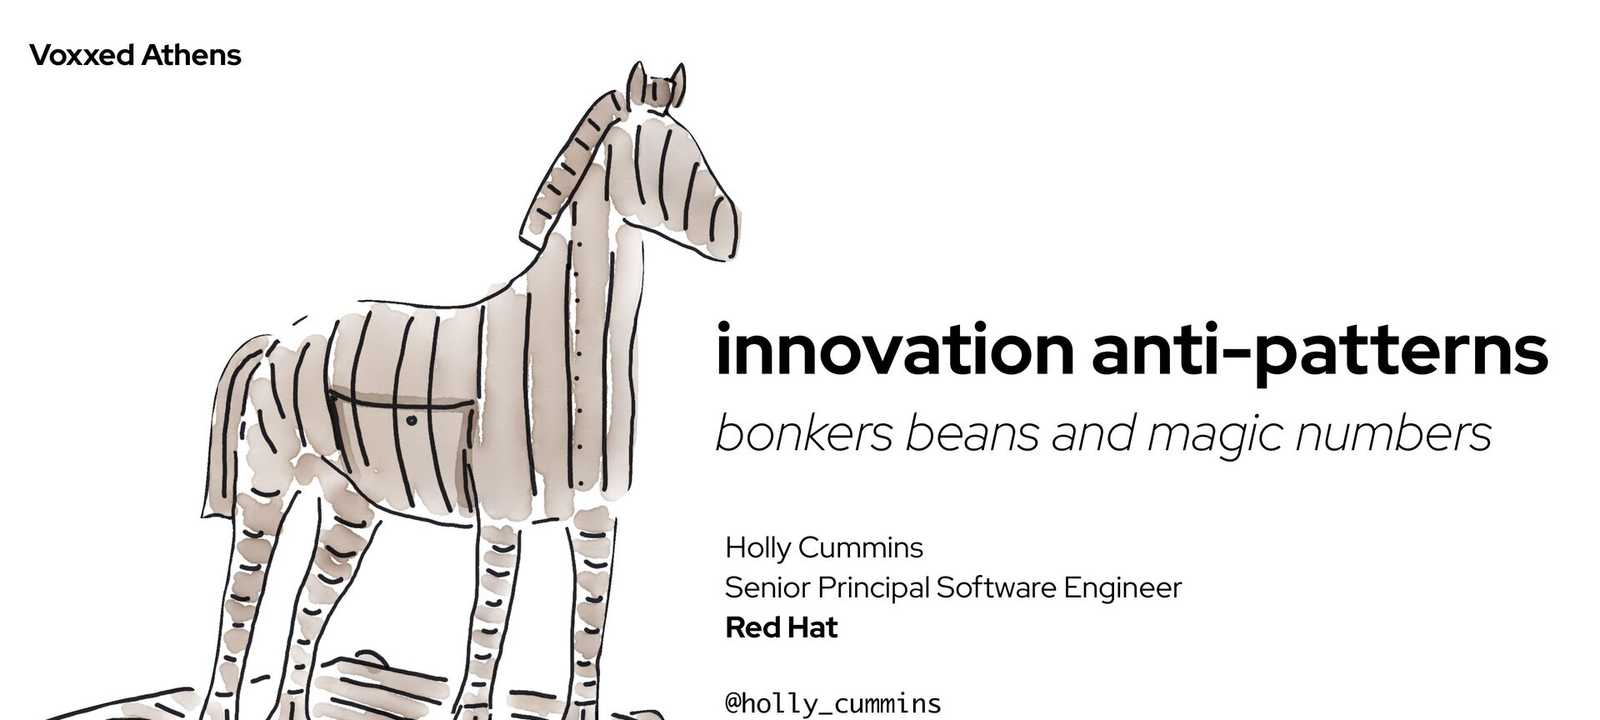 Voxxed Athens
innovation anti-patterns
bonkers beans and magic numbers
Holly Cummins
Senior Principal Software Engineer
Red Hat
@holly_cummins